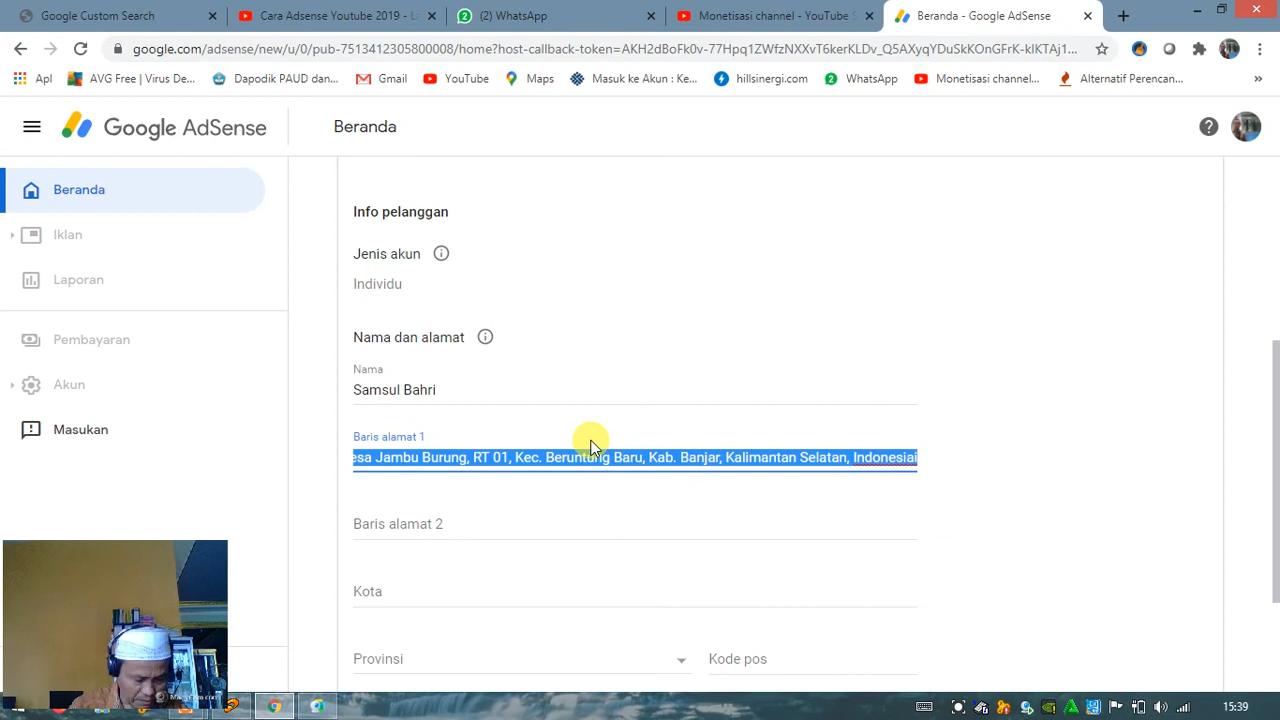 Google Custom Search
Cara Adsense Youtube 2019 - La
(2) WhatsApp
Monetisasi channel - YouTube S
Beranda - Google AdSense
google.com/adsense/new/u/0/pub-7513412305800008/home?host-callback-token=
Apl
AVG Free | Virus De...
Dapodik PAUD dan...
Gmail
YouTube
Maps
Masuk ke Akun : Ke...
hillsinergi.com
WhatsApp
Monetisasi channel...
Alternatif Perencan...
Google AdSense
Beranda
Beranda
Iklan
Laporan
Pembayaran
Akun
Masukan
Info pelanggan
Jenis akun
Individu
Nama dan alamat
Nama
Samsul Bahri
Baris alamat 1
esa Jambu Burung, RT 01, Kec. Beruntung Baru, Kab. Banjar, Kalimantan Selatan, Indonesiai
Baris alamat 2
Kota
Provinsi
Kode pos
15:39